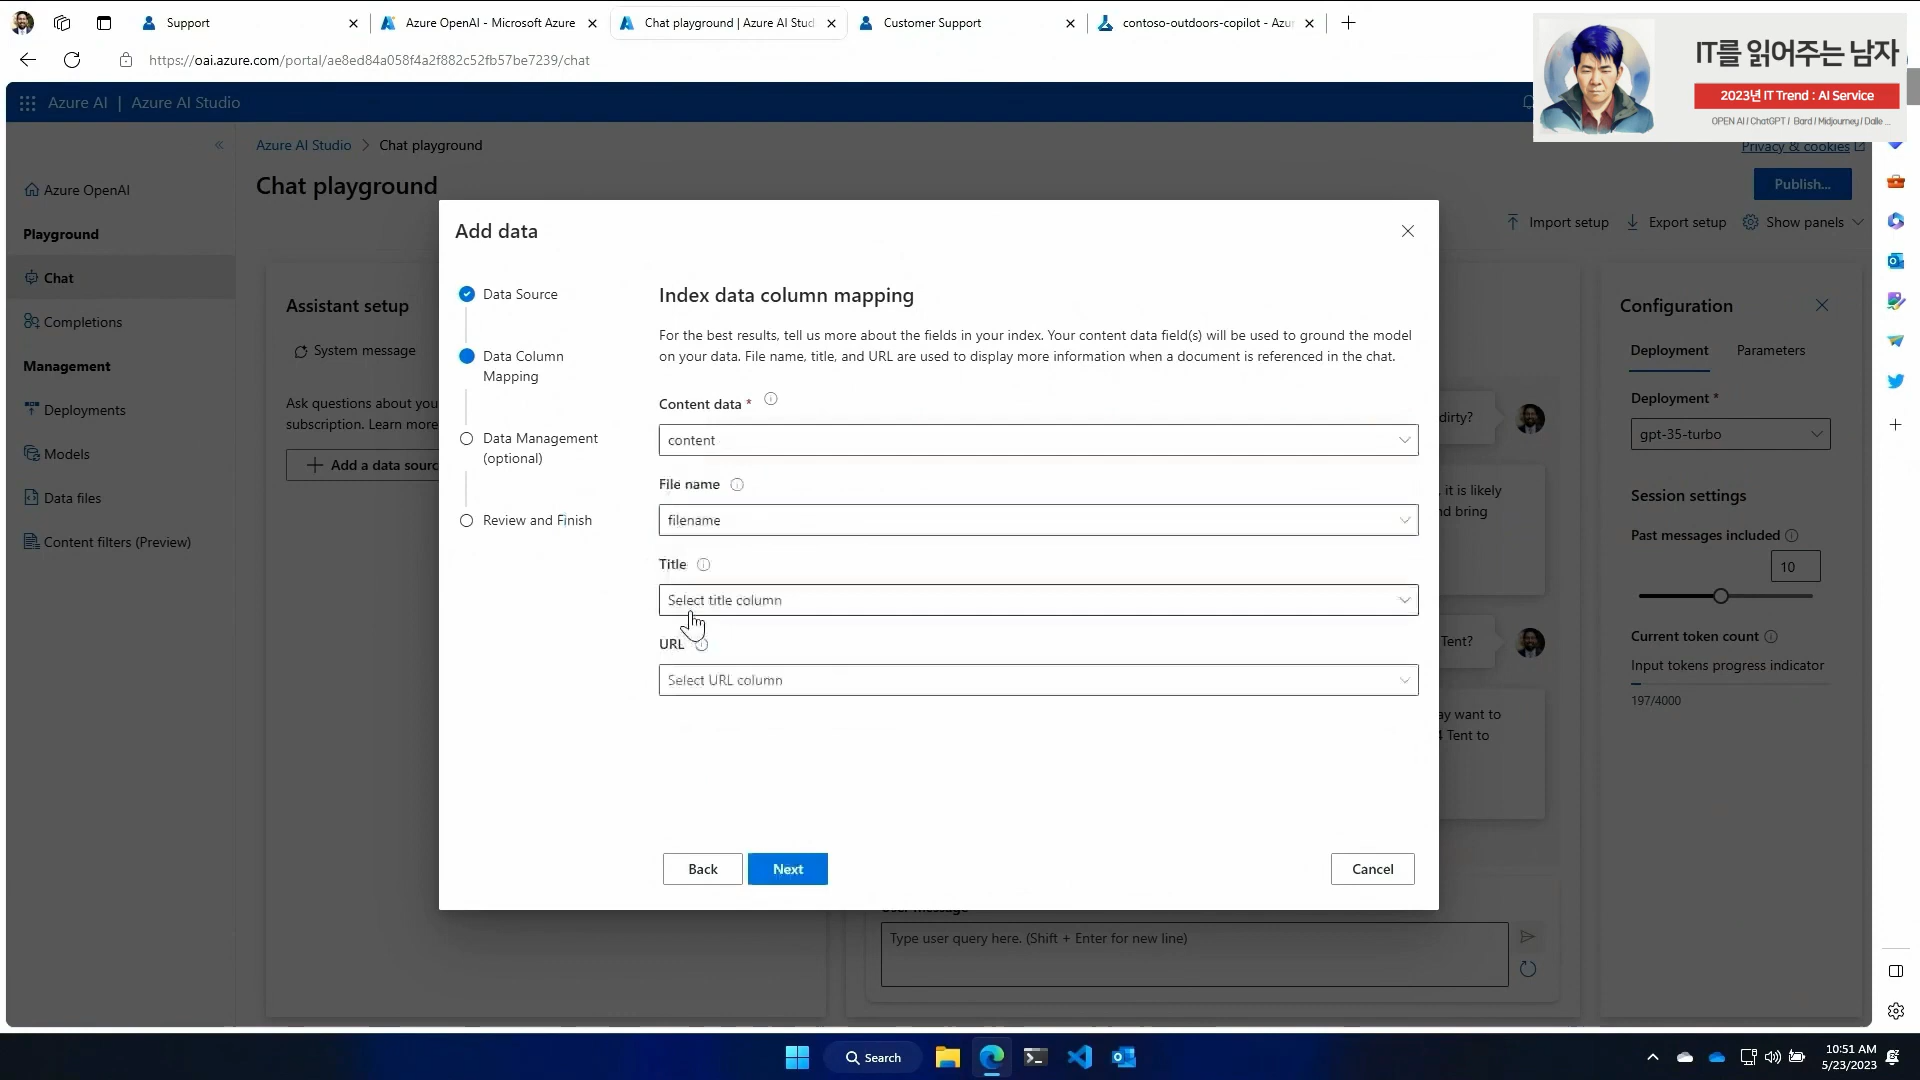 Support
Azure OpenAI - Microsoft Azure
Chat playground | Azure AI Stud
Customer Support
contoso-outdoors-copilot - Azu
https://oai.azure.com/portal/ae8ed84a058f4a2f882c52fb57be7239/chat
IT를 읽어주는 남자
2023년 IT Trend : AI Service
OPEN AI / ChatGPT / Bard / Midjourney / Dalle ...
Azure AI | Azure AI Studio
Azure AI Studio > Chat playground
Privacy & cookies
Chat playground
Publish...
Import setup
Export setup
Show panels
Azure OpenAI
Playground
Chat
Completions
Management
Deployments
Models
Data files
Content filters (Preview)
Assistant setup
System message
Ask questions about you
subscription. Learn more
Add a data sourc
Add data
Data Source
Data Column
Mapping
Data Management
(optional)
Review and Finish
Index data column mapping
For the best results, tell us more about the fields in your index. Your content data field(s) will be used to ground the model
on your data. File name, title, and URL are used to display more information when a document is referenced in the chat.
Content data *
content
File name
filename
Title
Select title column
URL
Select URL column
Back
Next
Cancel
dirty?
it is likely
nd bring
Tent?
ay want to
4 Tent to
User message
Type user query here. (Shift + Enter for new line)
Configuration
Deployment
Parameters
Deployment *
gpt-35-turbo
Session settings
Past messages included
10
Current token count
Input tokens progress indicator
197/4000
Search
10:51 AM
5/23/2023